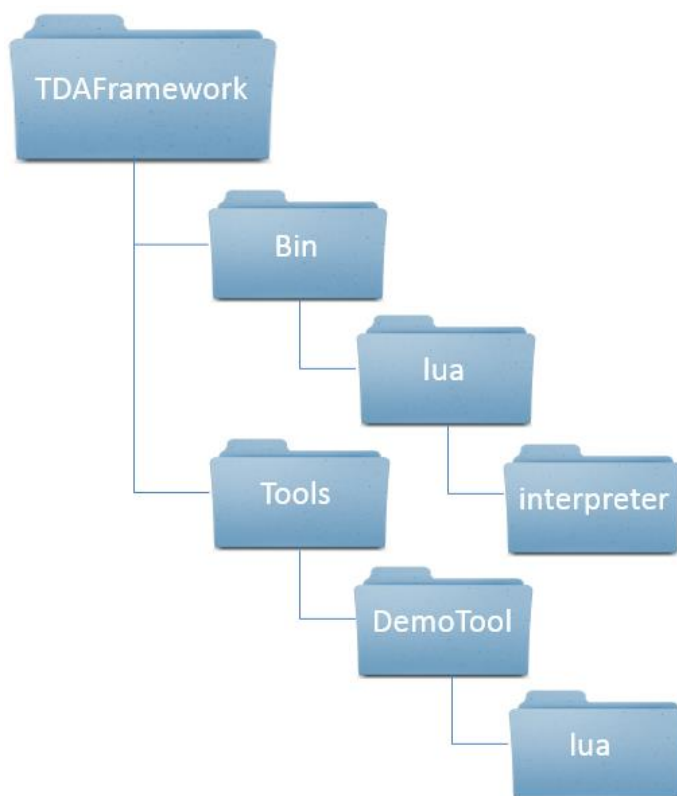 TDAFramework
Bin
lua
interpreter
Tools
DemoTool
lua